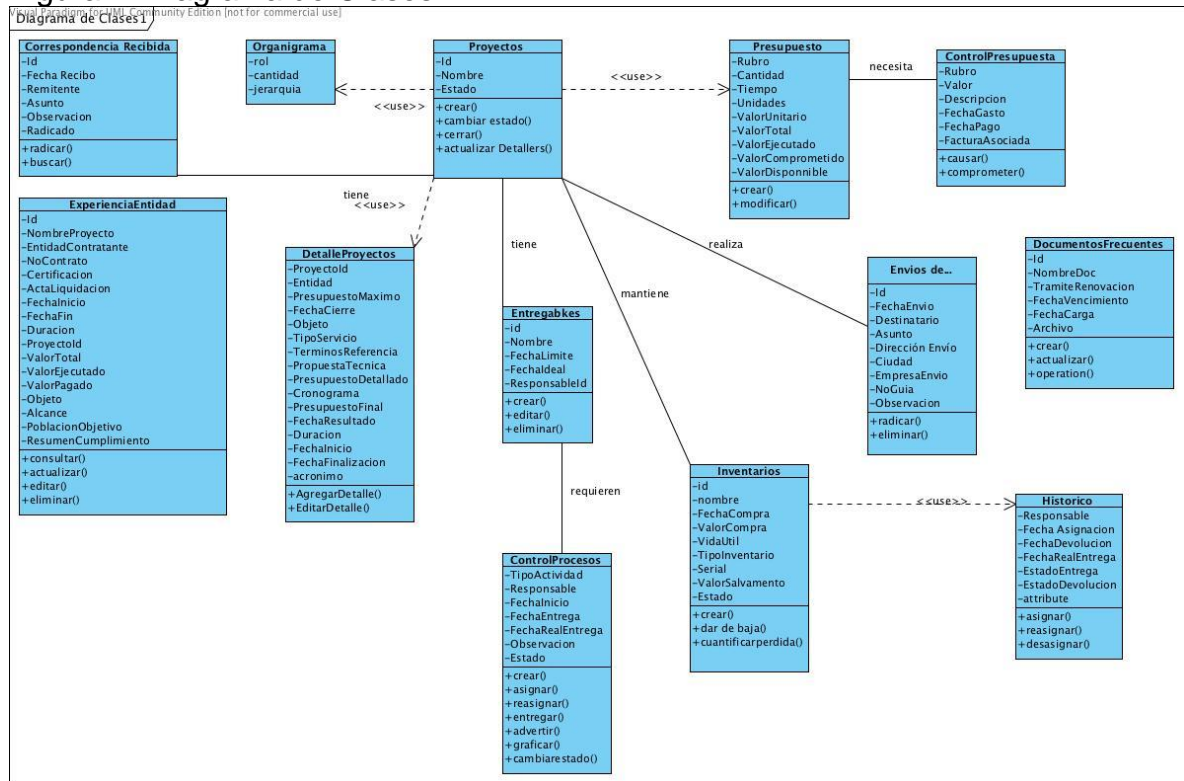 Visual Paradigm for UML Community Edition [not for commercial use]
Diagrama de Clases1
Correspondencia Recibida
-Id
-Fecha Recibo
-Remitente
-Asunto
-Observacion
-Radicado
+radicar()
+buscar()
Organigrama
-rol
-cantidad
-jerarquia
<<use>>
Proyectos
-Id
-Nombre
-Estado
+crear()
+cambiar estado()
+cerrar()
+actualizar Detallers()
<<use>>
Presupuesto
-Rubro
-Cantidad
-Tiempo
-Unidades
-ValorUnitario
-ValorTotal
-ValorEjecutado
-ValorComprometido
-ValorDisponnible
+crear()
+modificar()
necesita
ControlPresupuesta
-Rubro
-Valor
-Descripcion
-FechaGasto
-FechaPago
-FacturaAsociada
+causar()
+comprometer()
tiene
<<use>>
tiene
mantiene
realiza
ExperienciaEntidad
-Id
-NombreProyecto
-EntidadContratante
-NoContrato
-Certificacion
-ActaLiquidacion
-FechaInicio
-FechaFin
-Duracion
-ProyectoId
-ValorTotal
-ValorEjecutado
-ValorPagado
-Objeto
-Alcance
-PoblacionObjetivo
-ResumenCumplimiento
+consultar()
+actualizar()
+editar()
+eliminar()
DetalleProyectos
-ProyectoId
-Entidad
-PresupuestoMaximo
-FechaCierre
-Objeto
-TipoServicio
-TerminosReferencia
-PropuestaTecnica
-PresupuestoDetallado
-Cronograma
-PresupuestoFinal
-FechaResultado
-Duracion
-FechaInicio
-FechaFinalizacion
-acronimo
+AgregarDetalle()
+EditarDetalle()
Entregabkes
-id
-Nombre
-FechaLimite
-FechaIdeal
-ResponsableId
+crear()
+editar()
+eliminar()
requieren
Envios de...
-Id
-FechaEnvio
-Destinatario
-Asunto
-Dirección Envío
-Ciudad
-EmpresaEnvio
-NoGuia
-Observacion
+radicar()
+eliminar()
DocumentosFrecuentes
-Id
-NombreDoc
-TramiteRenovacion
-FechaVencimiento
-FechaCarga
-Archivo
+crear()
+actualizar()
+operation()
ControlProcesos
-TipoActividad
-Responsable
-FechaInicio
-FechaEntrega
-FechaRealEntrega
-Observacion
-Estado
+crear()
+asignar()
+reasignar()
+entregar()
+advertir()
+graficar()
+cambiarestado()
Inventarios
-id
-nombre
-FechaCompra
-ValorCompra
-VidaUtil
-TipoInventario
-Serial
-ValorSalvamento
-Estado
+crear()
+dar de baja()
+cuantificarperdida()
<<use>>
Historico
-Responsable
-Fecha Asignacion
-FechaDevolucion
-FechaRealEntrega
-EstadoEntrega
-EstadoDevolucion
-attribute
+asignar()
+reasignar()
+desasignar()